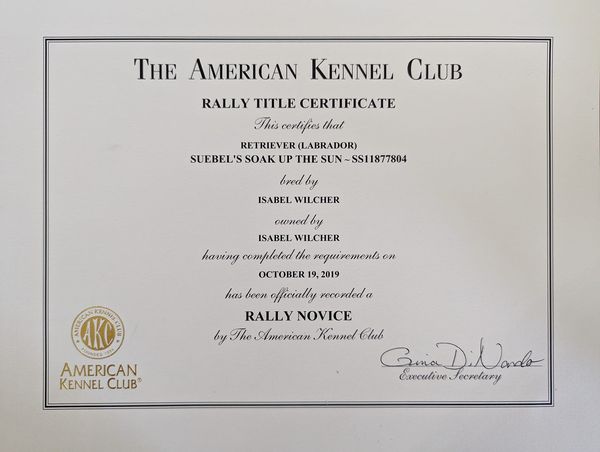 THE AMERICAN KENNEL CLUB
RALLY TITLE CERTIFICATE
This certifies that
RETRIEVER (LABRADOR)
SUEBEL'S SOAK UP THE SUN ~ SS11877804
bred by
ISABEL WILCHER
owned by
ISABEL WILCHER
having completed the requirements on
OCTOBER 19, 2019
has been officially recorded a
RALLY NOVICE
by The American Kennel Club
AMERICAN KENNEL CLUB
AKC
AMERICAN
KENNEL CLUB®
Gina DiNardo
Executive Secretary